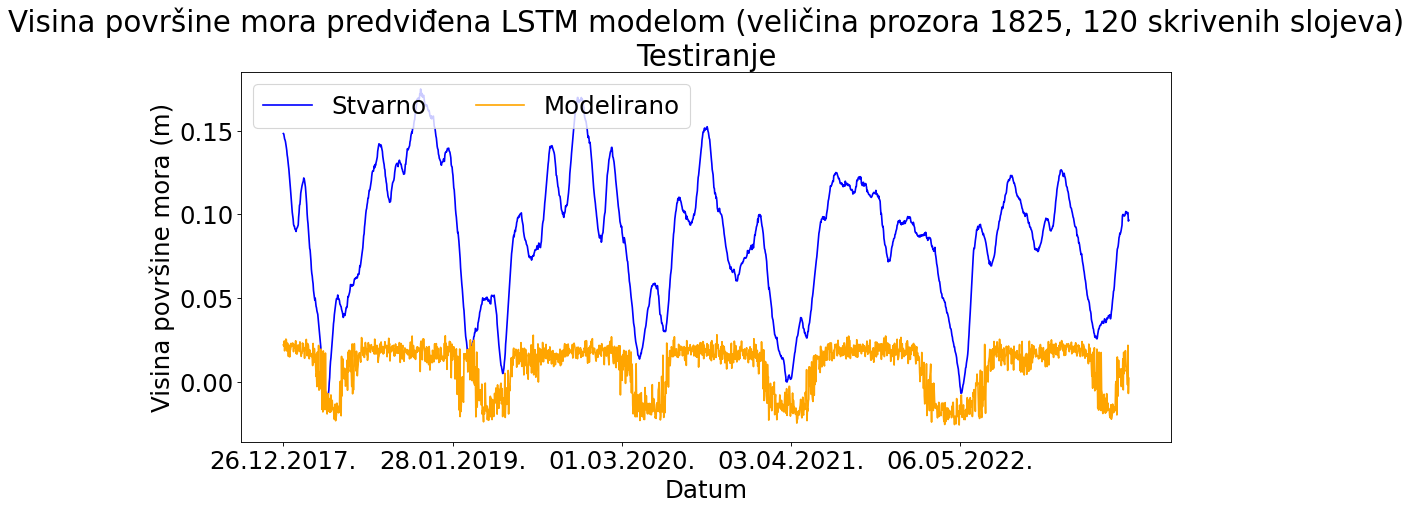 Visina površine mora predviđena LSTM modelom (veličina prozora 1825, 120 skrivenih slojeva)
Testiranje
Stvarno Modelirano
Visina površine mora (m)
0.15
0.10
0.05
0.00
26.12.2017. 28.01.2019. 01.03.2020. 03.04.2021. 06.05.2022.
Datum